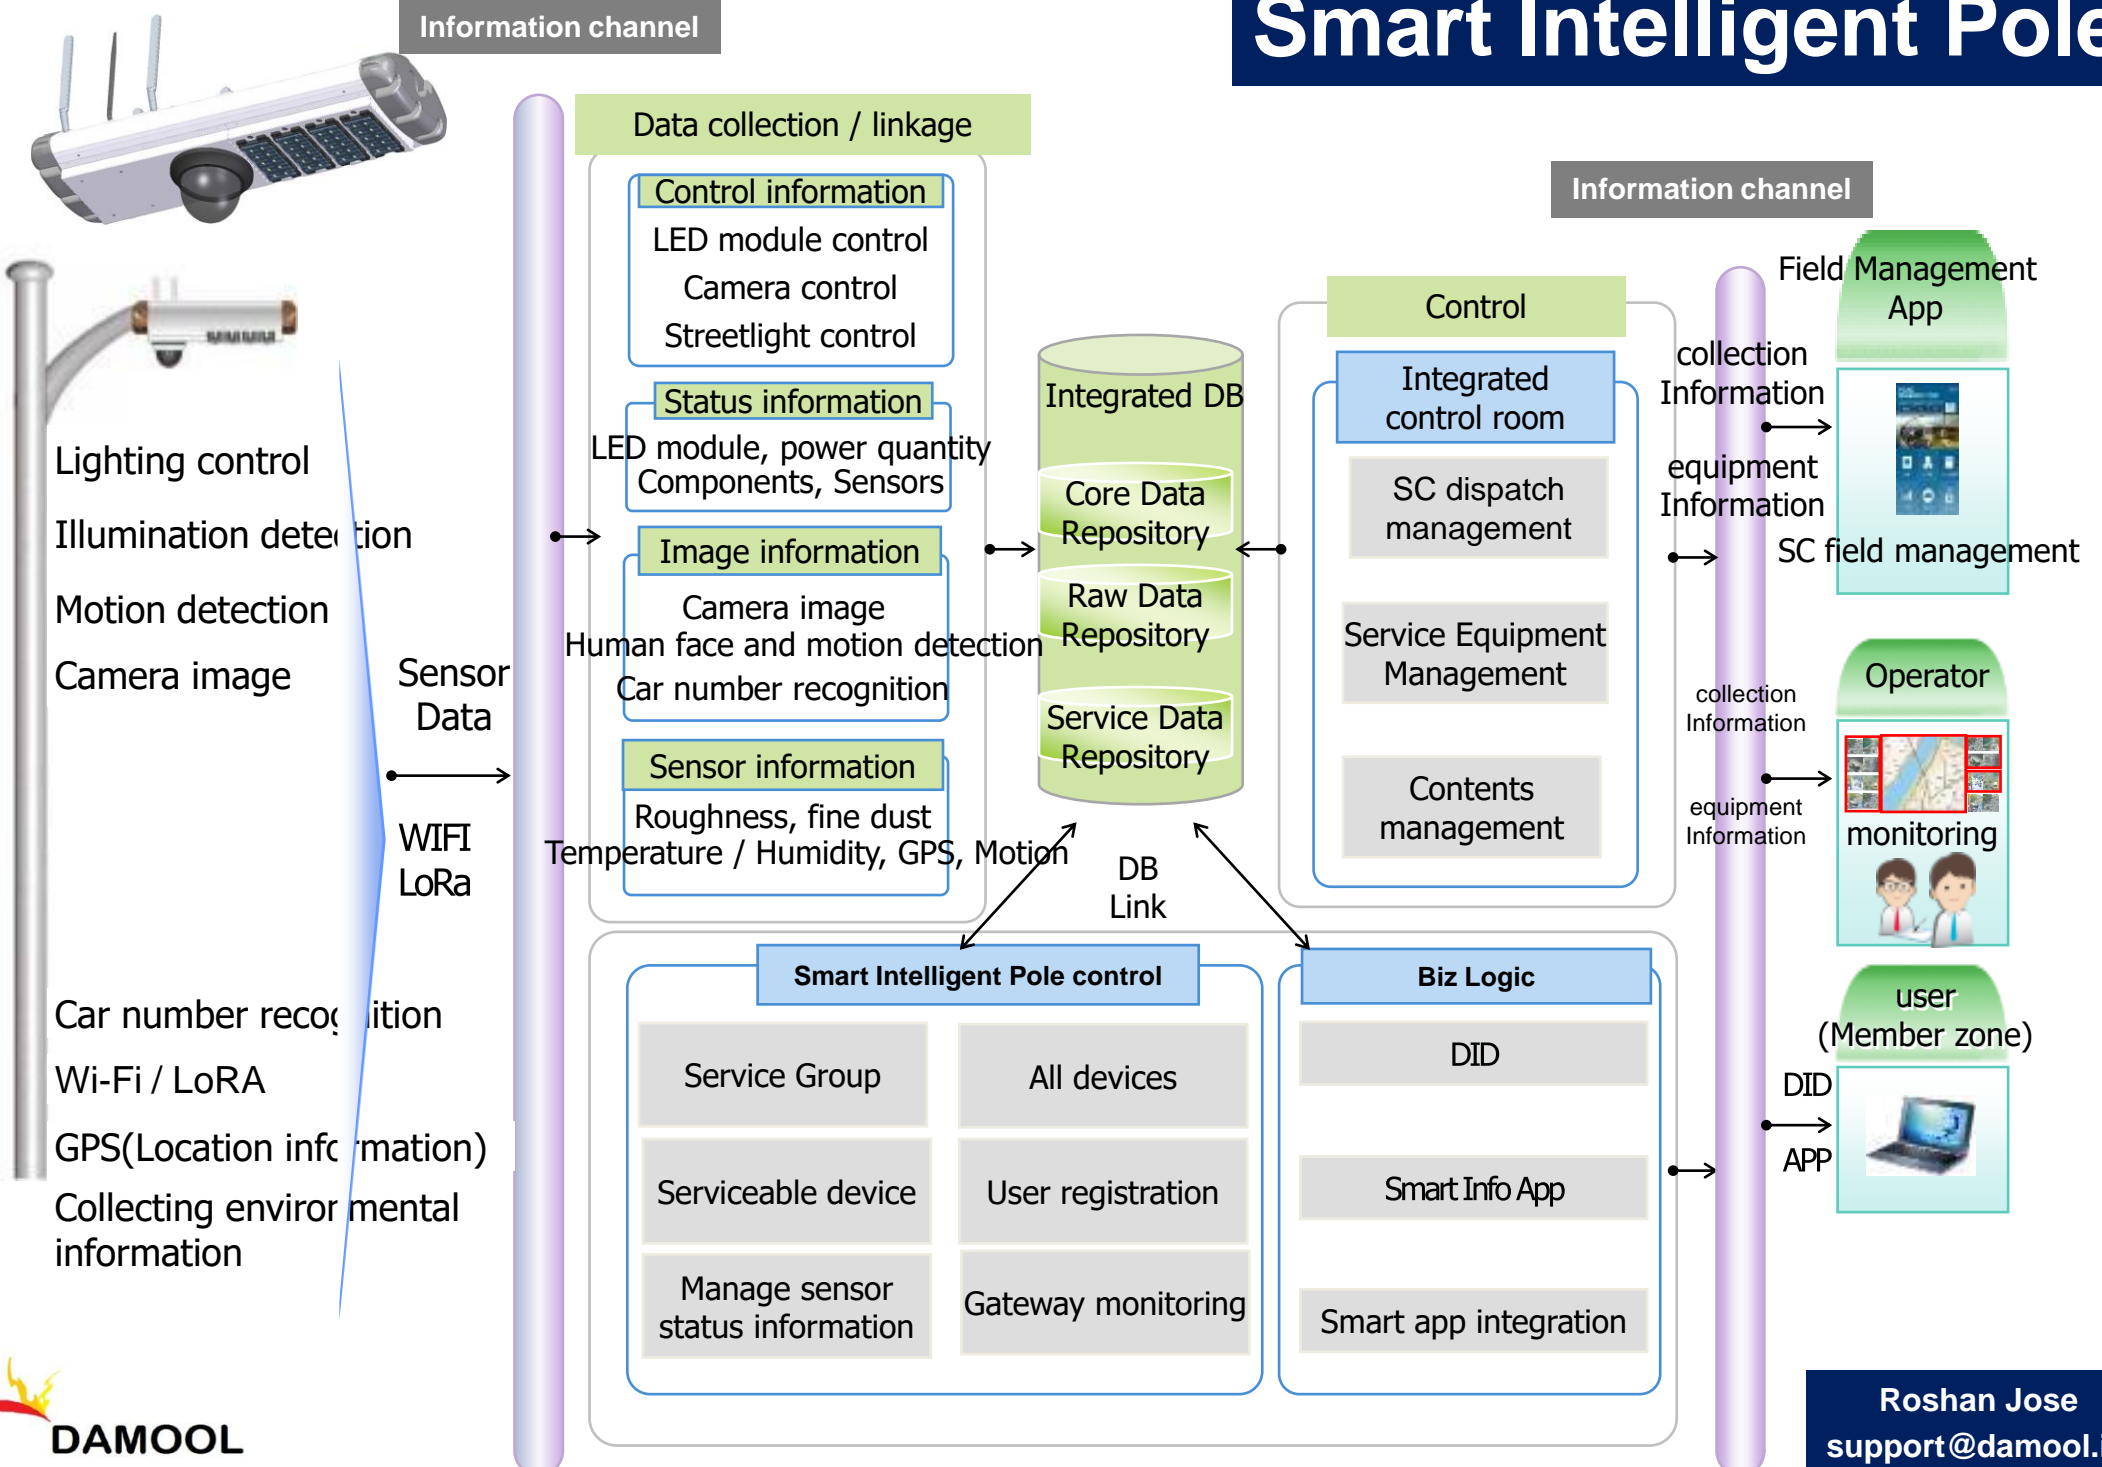 Information channel
Smart Intelligent Pole
Data collection / linkage
Control information
LED module control
Camera control
Streetlight control
Status information
LED module, power quantity
Components, Sensors
Image information
Camera image
Human face and motion detection
Car number recognition
Sensor information
Roughness, fine dust
Temperature / Humidity, GPS, Motion
Lighting control
Illumination detection
Motion detection
Camera image
Car number recognition
Wi-Fi / LoRA
GPS(Location information)
Collecting environmental
information
Sensor
Data
WIFI
LoRa
Integrated DB
Core Data
Repository
Raw Data
Repository
Service Data
Repository
DB
Link
Control
Integrated
control room
SC dispatch
management
Service Equipment
Management
Contents
management
Smart Intelligent Pole control
Service Group
All devices
Serviceable device
User registration
Manage sensor
status information
Gateway monitoring
Biz Logic
DID
Smart Info App
Smart app integration
Information channel
Field Management
App
collection
Information
equipment
Information
SC field management
Operator
collection
Information
equipment
Information
monitoring
user
(Member zone)
DID
APP
DAMOOL
Roshan Jose
support@damool.i